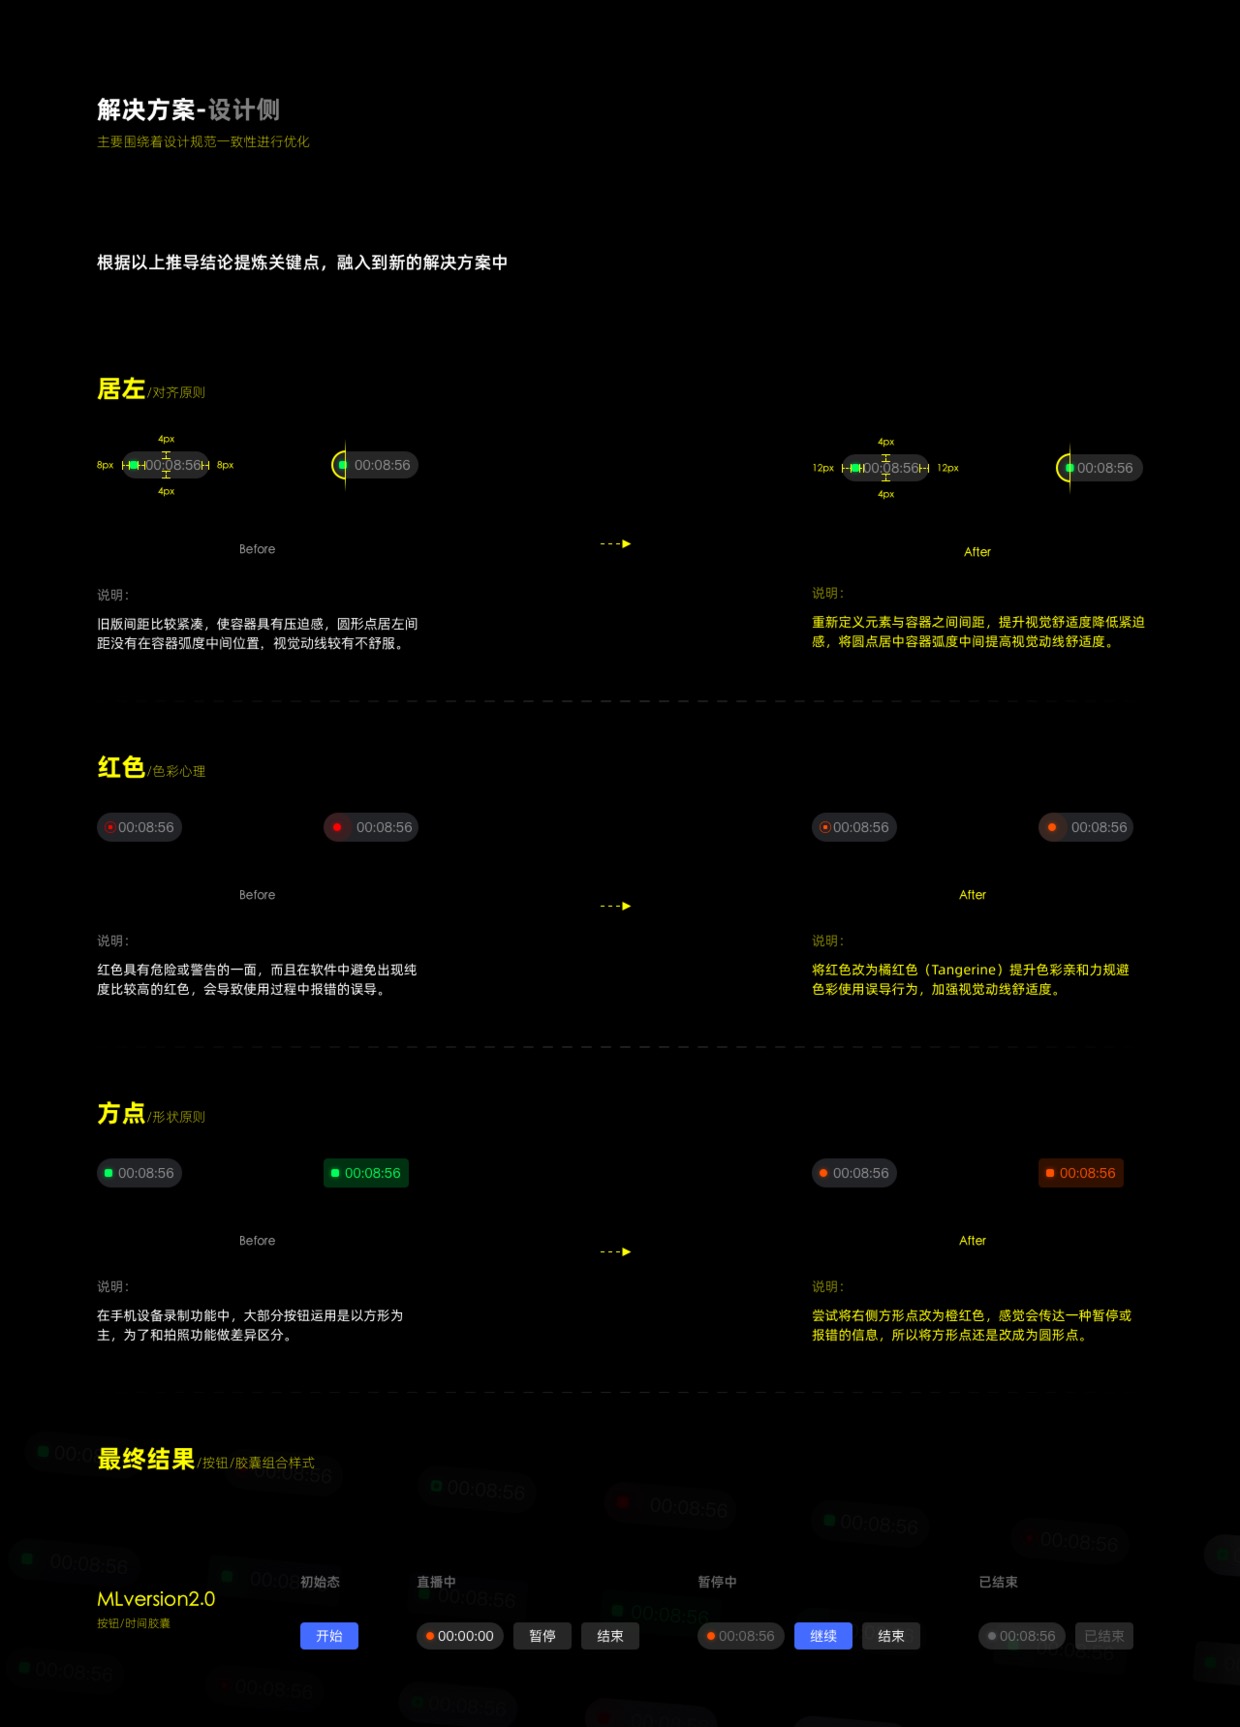 解决方案-设计侧
主要围绕着设计规范一致性进行优化
根据以上推导结论提炼关键点，融入到新的解决方案中
居左/对齐原则
4px
8px
00:08:56
8px
4px
00:08:56
4px
12px
00:08:56
12px
4px
00:08:56
Before
After
说明：
旧版间距比较紧凑，使容器具有压迫感，圆形点居左间
距没有在容器弧度中间位置，视觉动线较有不舒服。
说明：
重新定义元素与容器之间间距，提升视觉舒适度降低紧迫
感，将圆点居中容器弧度中间提高视觉动线舒适度。
红色/色彩心理
00:08:56
00:08:56
00:08:56
00:08:56
Before
After
说明：
红色具有危险或警告的一面，而且在软件中避免出现纯
度比较高的红色，会导致使用过程中报错的误导。
说明：
将红色改为橘红色（Tangerine）提升色彩亲和力规避
色彩使用误导行为，加强视觉动线舒适度。
方点/形状原则
00:08:56
00:08:56
00:08:56
00:08:56
Before
After
说明：
在手机设备录制功能中，大部分按钮运用是以方形为
主，为了和拍照功能做差异区分。
说明：
尝试将右侧方形点改为橙红色，感觉会传达一种暂停或
报错的信息，所以将方形点还是改成为圆形点。
最终结果/按钮/胶囊组合样式
MLversion2.0
按钮/时间胶囊
初始态
开始
直播中
00:00:00
暂停
结束
暂停中
00:08:56
继续
结束
已结束
00:08:56
已结束